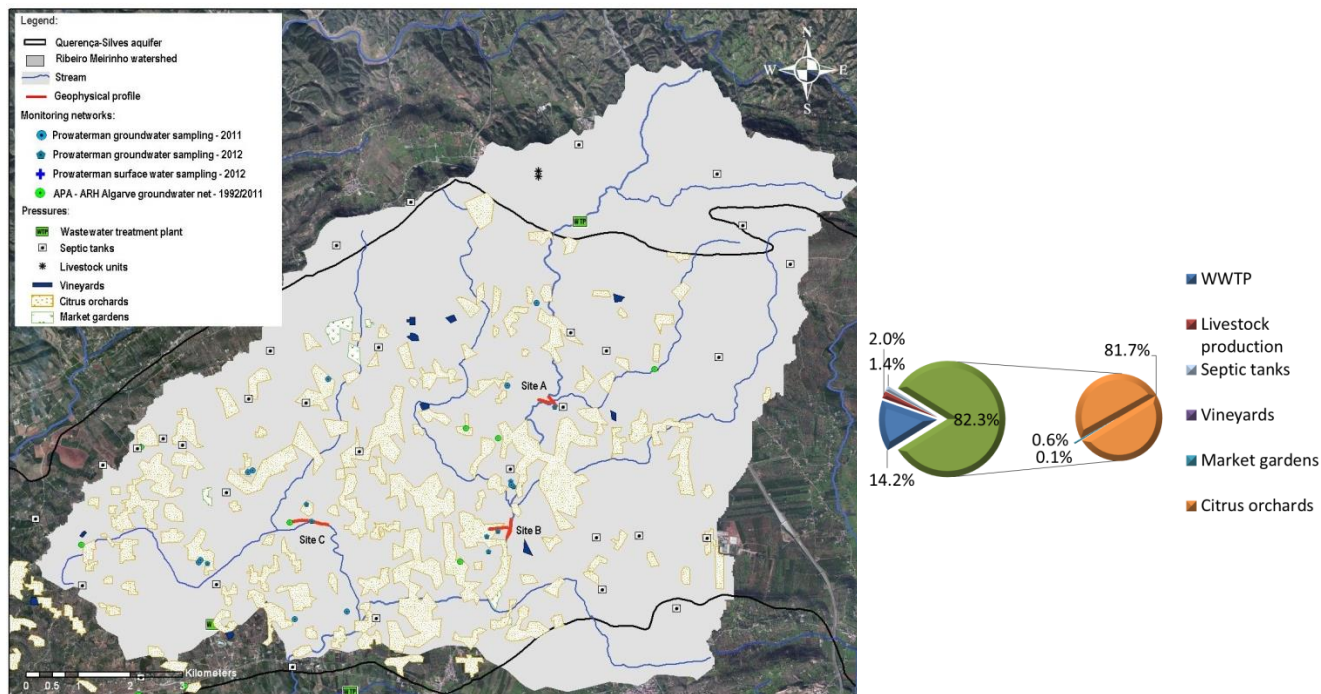 Legend:
Querença-Silves aquifer
Ribeiro Meirinho watershed
Stream
Geophysical profile
Monitoring networks:
Prowaterman groundwater sampling - 2011
Prowaterman groundwater sampling - 2012
Prowaterman surface water sampling - 2012
APA - ARH Algarve groundwater net - 1992/2011
Pressures:
WTP Wastewater treatment plant
Septic tanks
Livestock units
Vineyards
Citrus orchards
Market gardens
N
W E
S
WTP
Site A
Site B
Site C
WTP
Kilometers
0 0.5 1 2 3
2.0%
1.4%
14.2%
82.3%
81.7%
0.6%
0.1%
WWTP
Livestock
production
Septic tanks
Vineyards
Market gardens
Citrus orchards